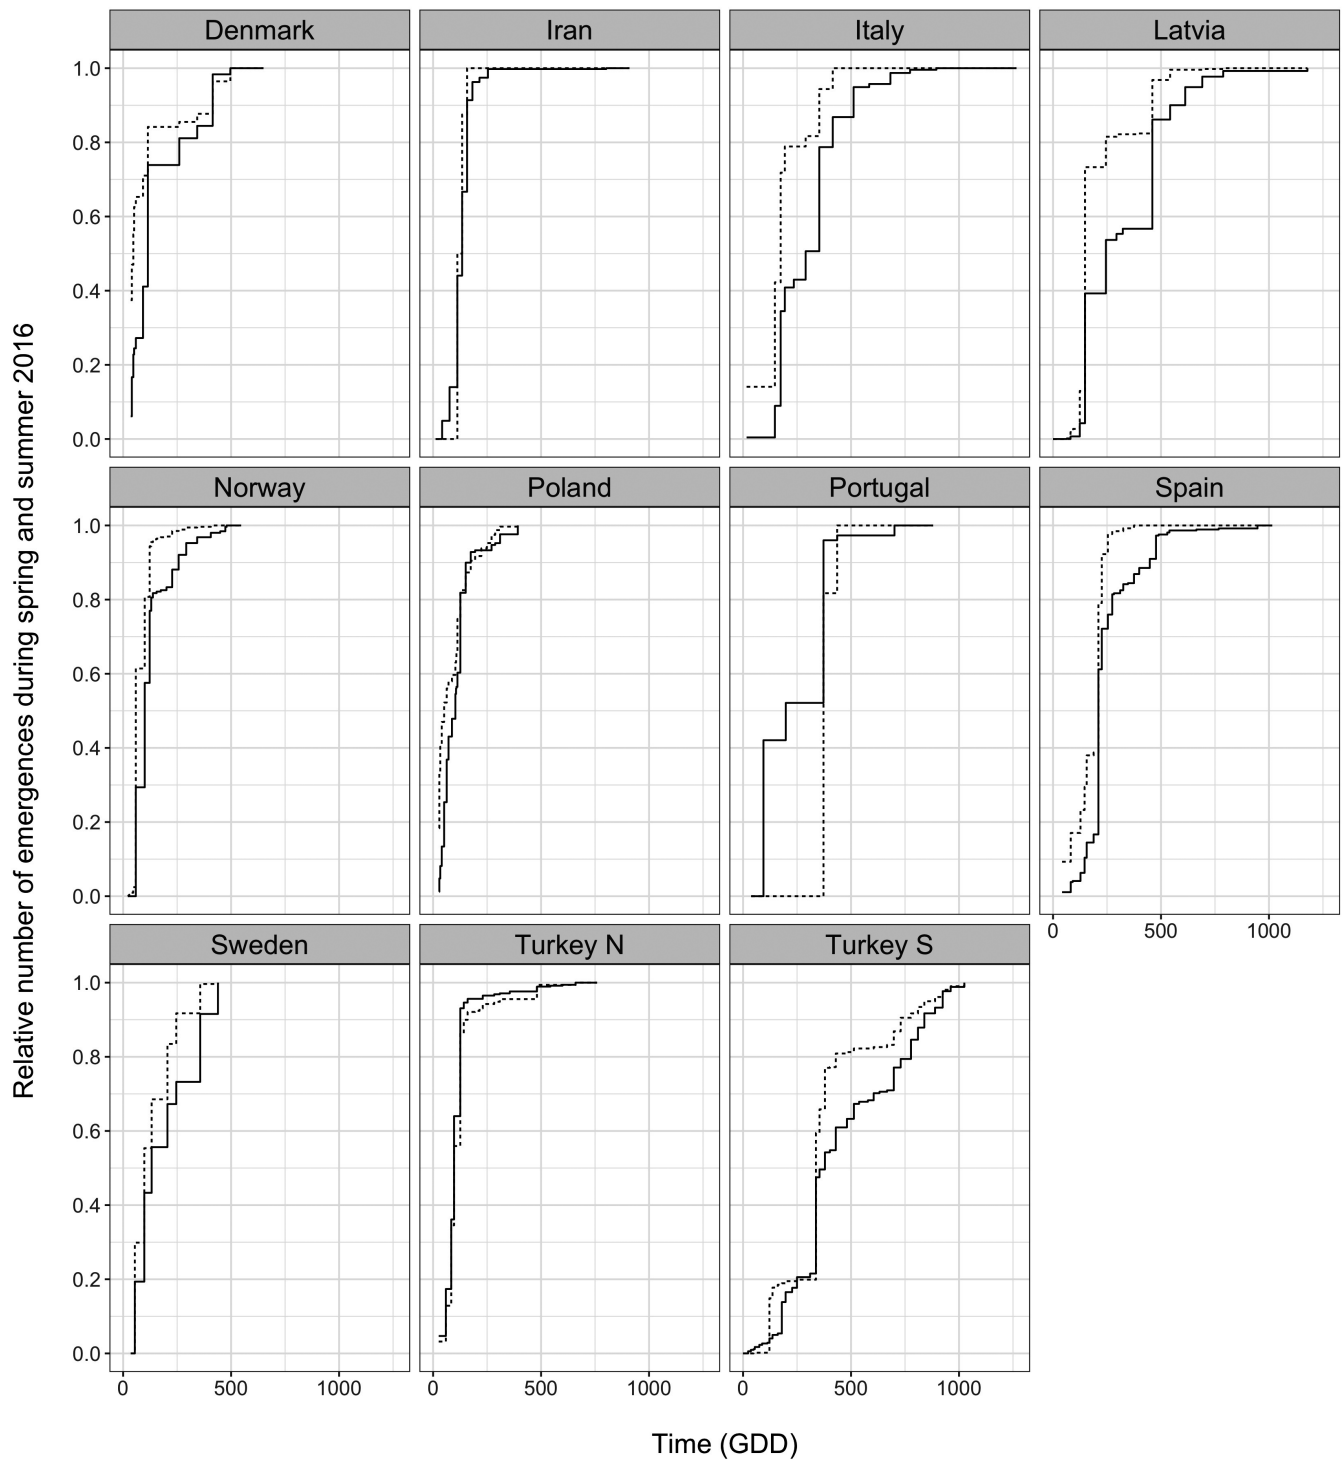 Denmark Iran Italy Latvia
1.0
0.8
0.6
0.4
0.2
0.0
Norway Poland Portugal Spain
1.0
0.8
0.6
0.4
0.2
0.0
0 500 1000
Sweden Turkey N Turkey S
1.0
0.8
0.6
0.4
0.2
0.0
0 500 1000 0 500 1000 0 500 1000
Relative number of emergences during spring and summer 2016
Time (GDD)